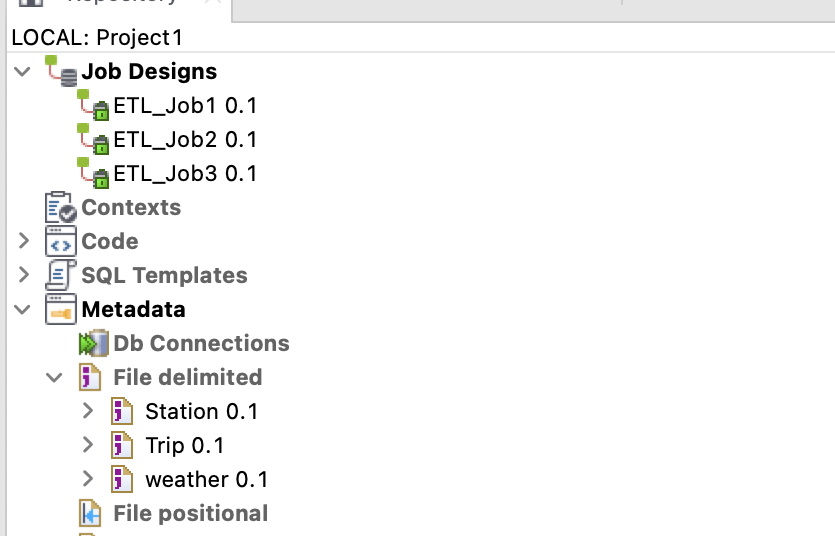 Repository
LOCAL: Project1
Job Designs
ETL_Job1 0.1
ETL_Job2 0.1
ETL_Job3 0.1
Contexts
Code
SQL Templates
Metadata
Db Connections
File delimited
Station 0.1
Trip 0.1
weather 0.1
File positional